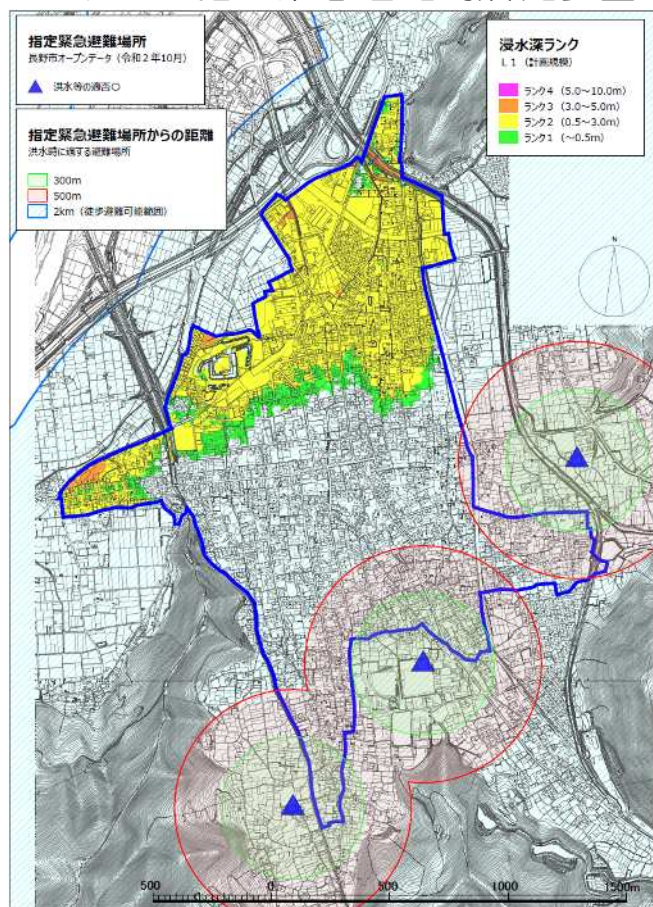 指定緊急避難場所
長野市オープンデータ（令和２年10月）
洪水等の適否○
指定緊急避難場所からの距離
洪水時に適する避難場所
300m
500m
2km（徒歩避難可能範囲）
浸水深ランク
L１（計画規模）
ランク4（5.0～10.0m）
ランク3（3.0～5.0m）
ランク2（0.5～3.0m）
ランク1（～0.5m）
N
500 0 500 1000 1500m